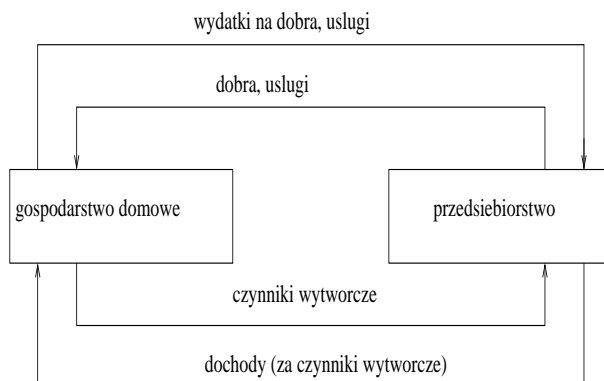 wydatki na dobra, uslugi
dobra, uslugi
gospodarstwo domowe
przedsiebiorstwo
czynniki wytworcze
dochody (za czynniki wytworcze)